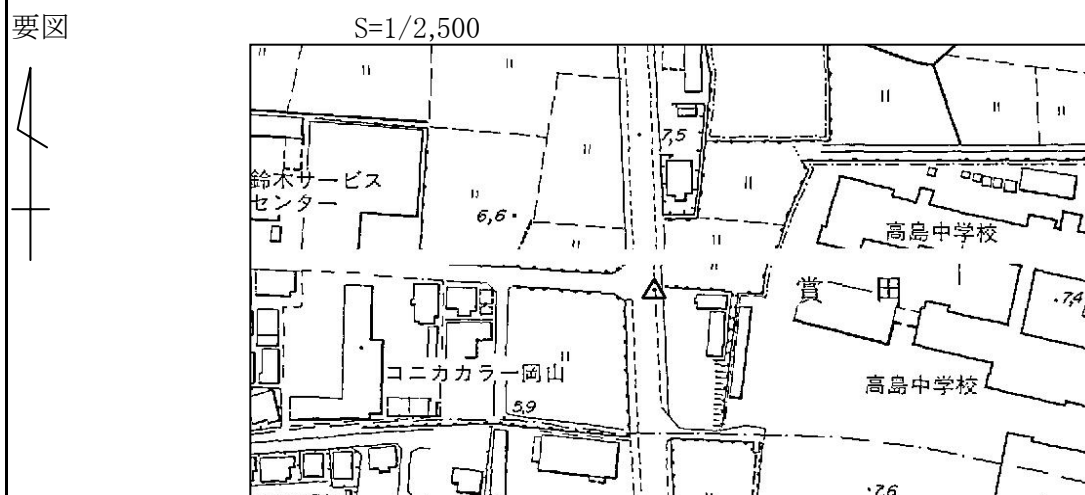 要図
S=1/2,500
7,5
鈴木サービス
センター
6,6
高島中学校
賞田
7,4
コニカカラー岡山
高島中学校
5,9
7,6